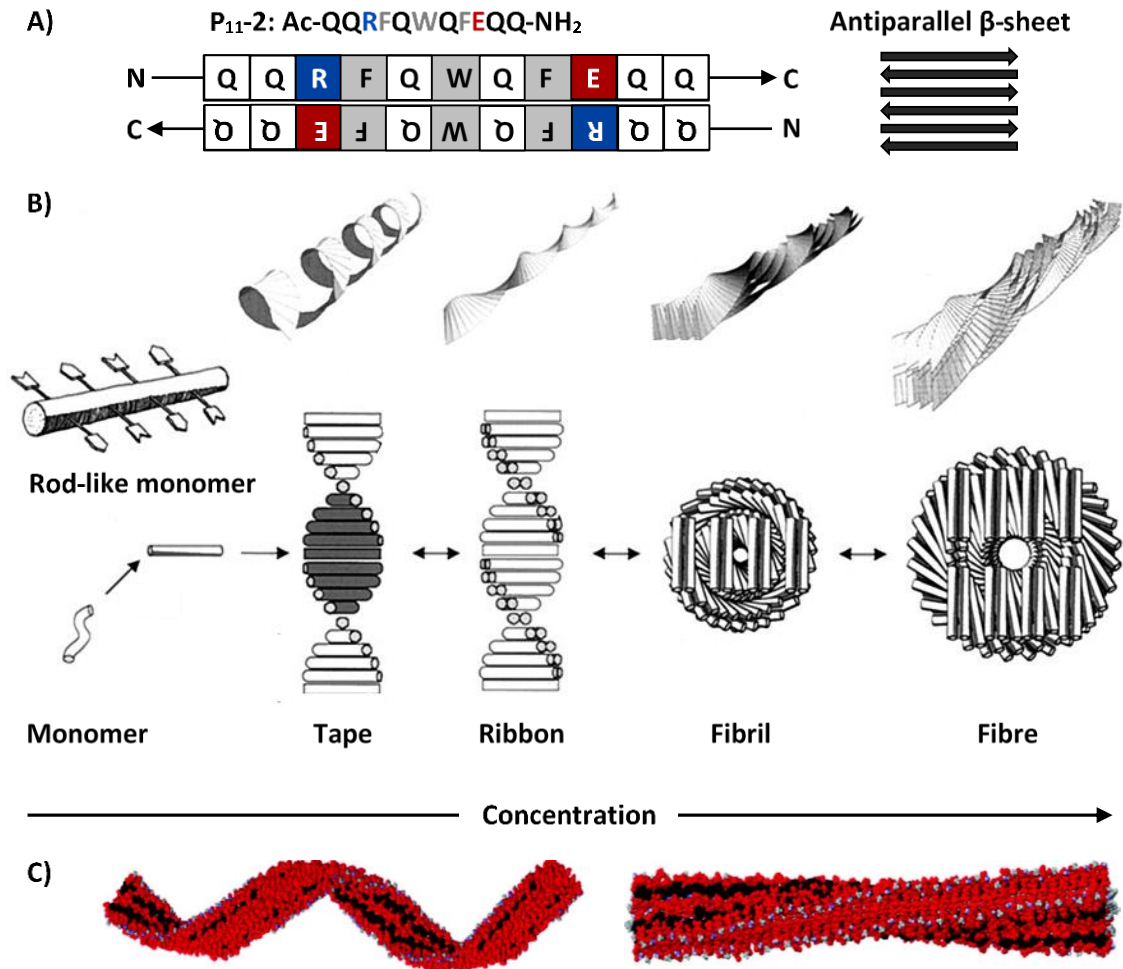 A)
P₁₁-2: Ac-QQRFQWQFEQQ-NH₂
Antiparallel β-sheet
N Q Q R F Q W Q F E Q Q C
C Q Q E F Q W Q F R Q Q N
B)
Rod-like monomer
Monomer
Tape
Ribbon
Fibril
Fibre
Concentration
C)